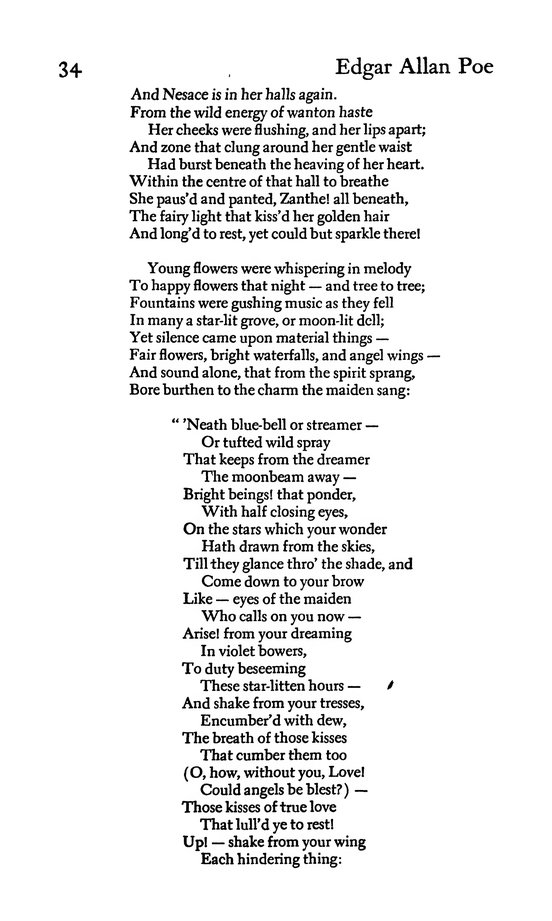 34
Edgar Allan Poe
And Nesace is in her halls again.
From the wild energy of wanton haste
Her cheeks were flushing, and her lips apart;
And zone that clung around her gentle waist
Had burst beneath the heaving of her heart.
Within the centre of that hall to breathe
She paus'd and panted, Zanthe! all beneath,
The fairy light that kiss'd her golden hair
And long'd to rest, yet could but sparkle there!

Young flowers were whispering in melody
To happy flowers that night — and tree to tree;
Fountains were gushing music as they fell
In many a star-lit grove, or moon-lit dell;
Yet silence came upon material things —
Fair flowers, bright waterfalls, and angel wings —
And sound alone, that from the spirit sprang,
Bore burthen to the charm the maiden sang:

" 'Neath blue-bell or streamer —
Or tufted wild spray
That keeps from the dreamer
The moonbeam away —
Bright beings! that ponder,
With half closing eyes,
On the stars which your wonder
Hath drawn from the skies,
Till they glance thro' the shade, and
Come down to your brow
Like — eyes of the maiden
Who calls on you now —
Arise! from your dreaming
In violet bowers,
To duty beseeming
These star-litten hours —
And shake from your tresses,
Encumber'd with dew,
The breath of those kisses
That cumber them too
(O, how, without you, Love!
Could angels be blest?) —
Those kisses of true love
That lull'd ye to rest!
Up! — shake from your wing
Each hindering thing: